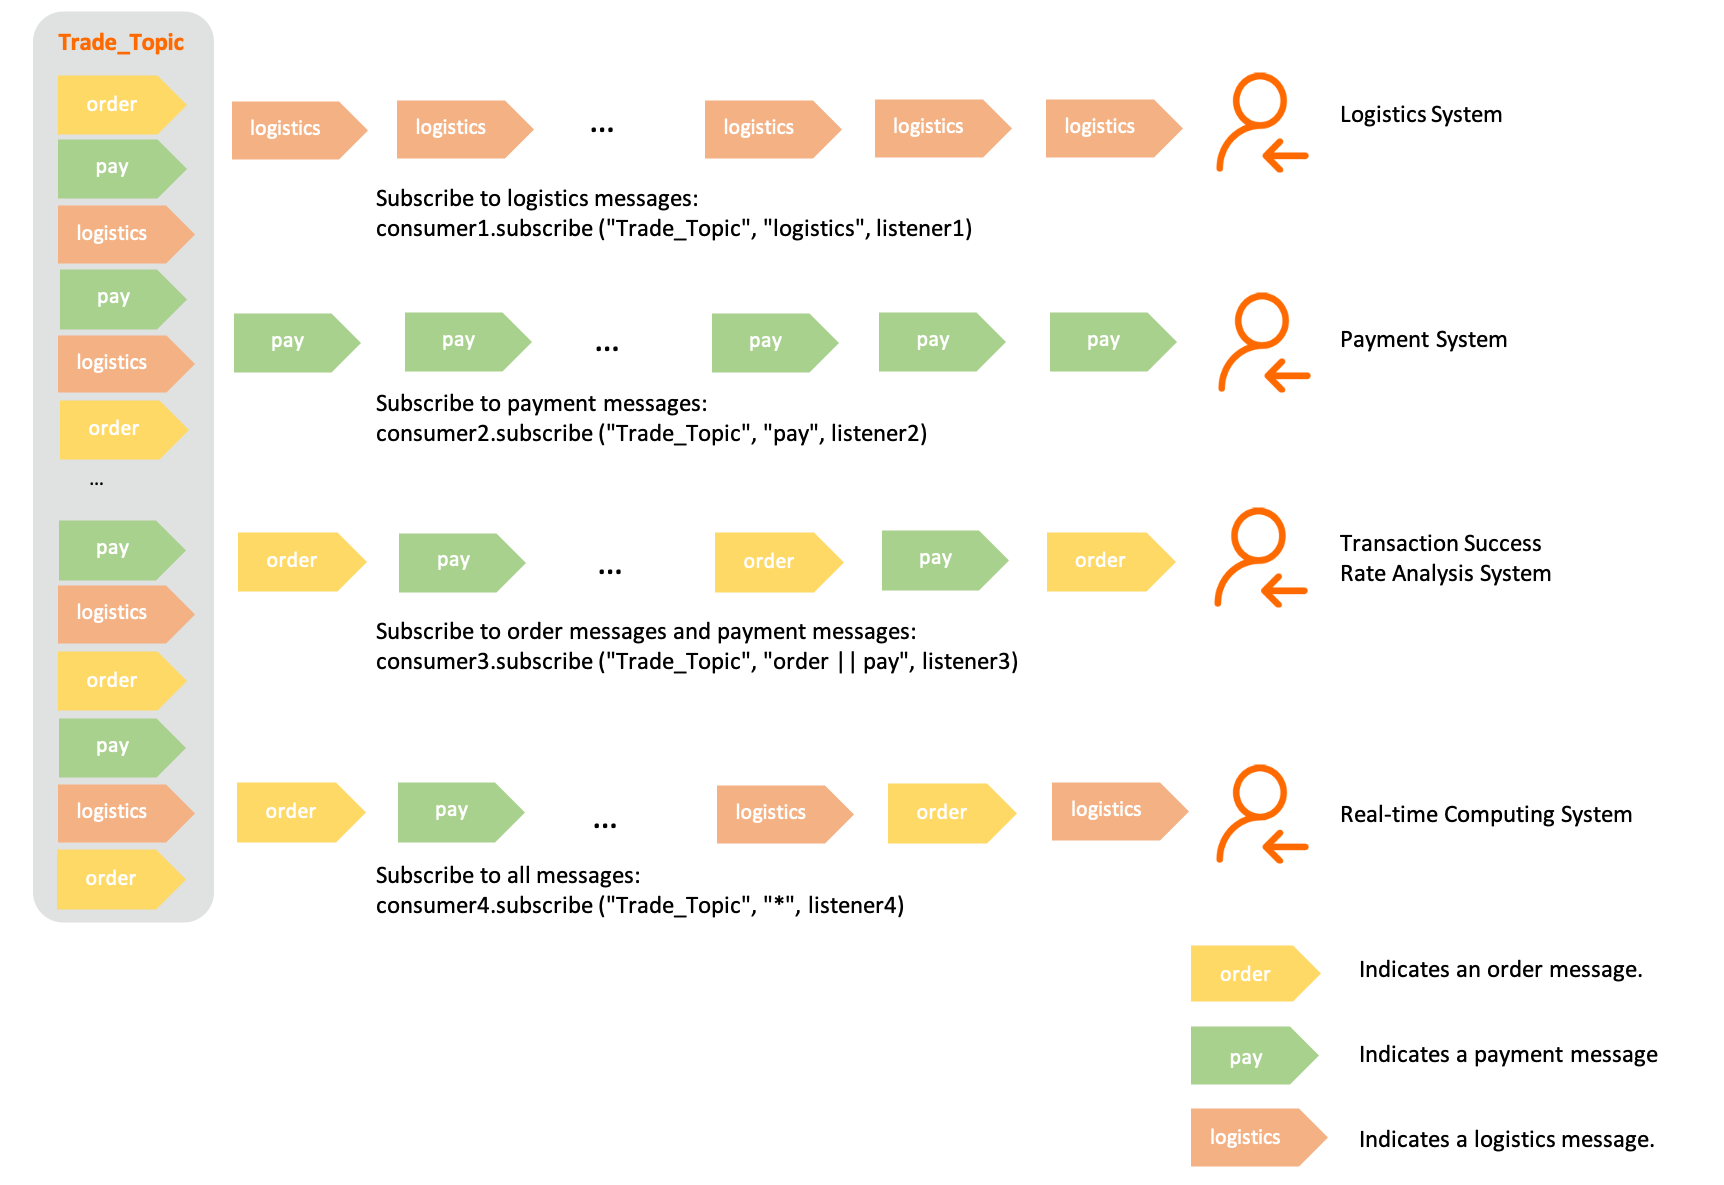 Trade_Topic
order
pay
logistics
pay
logistics
order
...
pay
logistics
order
pay
logistics
order
logistics
logistics
...
logistics
logistics
logistics
Logistics System
Subscribe to logistics messages:
consumer1.subscribe ("Trade_Topic", "logistics", listener1)
pay
pay
...
pay
pay
pay
Payment System
Subscribe to payment messages:
consumer2.subscribe ("Trade_Topic", "pay", listener2)
order
pay
...
order
pay
order
Transaction Success
Rate Analysis System
Subscribe to order messages and payment messages:
consumer3.subscribe ("Trade_Topic", "order || pay", listener3)
order
pay
...
logistics
order
logistics
Real-time Computing System
Subscribe to all messages:
consumer4.subscribe ("Trade_Topic", "*", listener4)
order
Indicates an order message.
pay
Indicates a payment message
logistics
Indicates a logistics message.